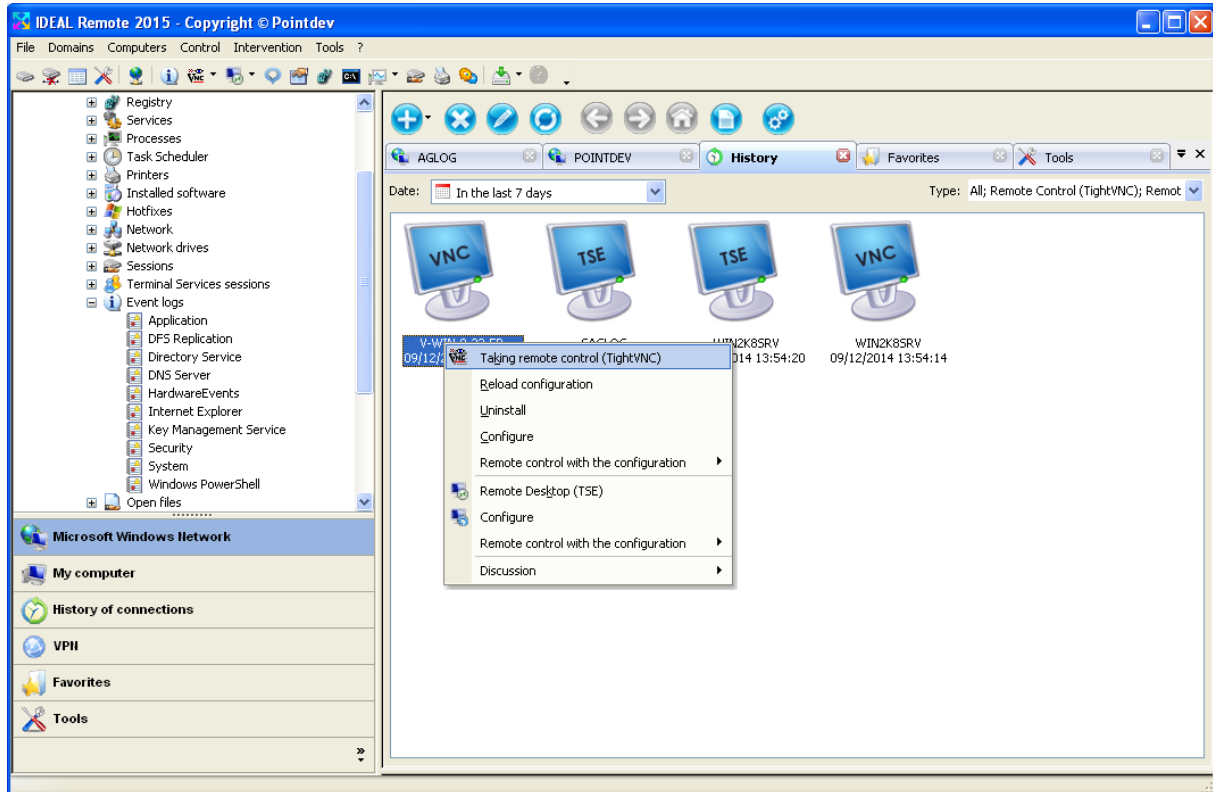 IDEAL Remote 2015 - Copyright © Pointdev
File Domains Computers Control Intervention Tools ?
VNC C:\
Registry
Services
Processes
Task Scheduler
Printers
Installed software
Hotfixes
Network
Network drives
Sessions
Terminal Services sessions
Event logs
Application
DFS Replication
Directory Service
DNS Server
HardwareEvents
Internet Explorer
Key Management Service
Security
System
Windows PowerShell
Open files
Microsoft Windows Network
My computer
History of connections
VPN
Favorites
Tools
AGLOG POINTDEV History Favorites Tools
Date: In the last 7 days Type: All; Remote Control (TightVNC); Remot
VNC TSE TSE VNC
WIN2K8SRV WIN2K8SRV
09/12/ 014 13:54:20 09/12/2014 13:54:14
VNC Taking remote control (TightVNC)
Reload configuration
Uninstall
Configure
Remote control with the configuration
Remote Desktop (TSE)
Configure
Remote control with the configuration
Discussion